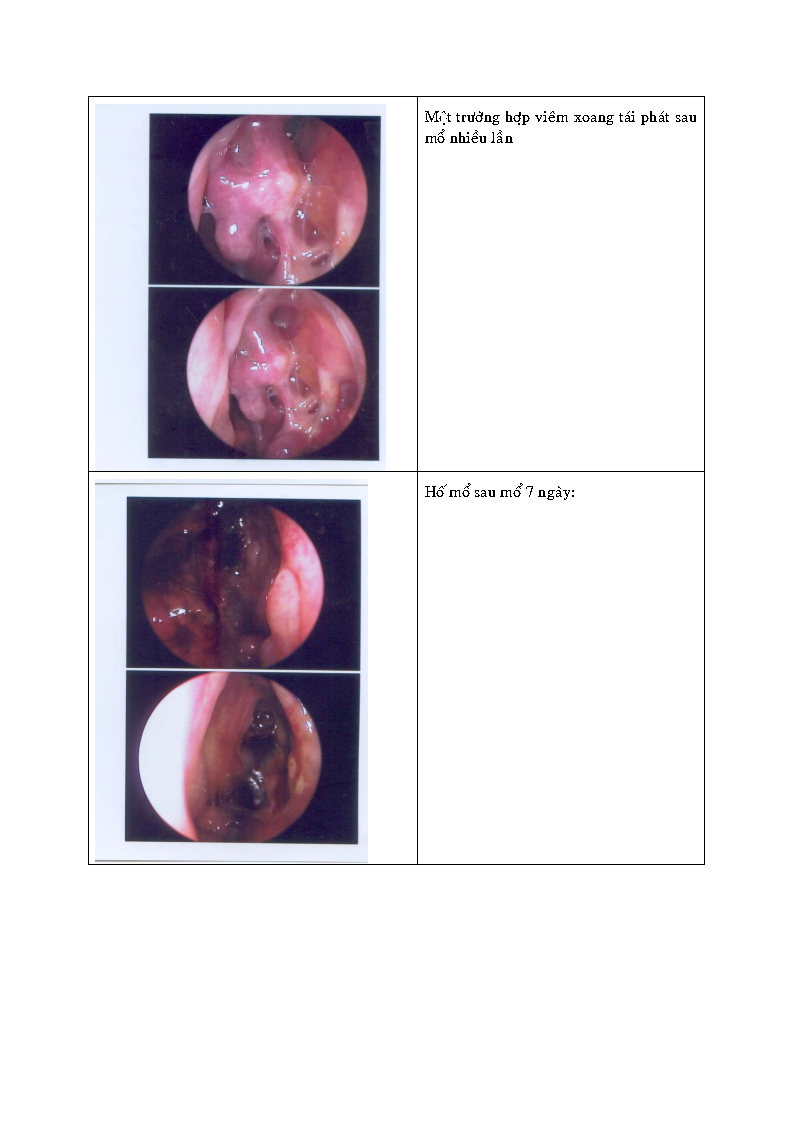 Một trường hợp viêm xoang tái phát sau
mổ nhiều lần
Hố mổ sau mổ 7 ngày: